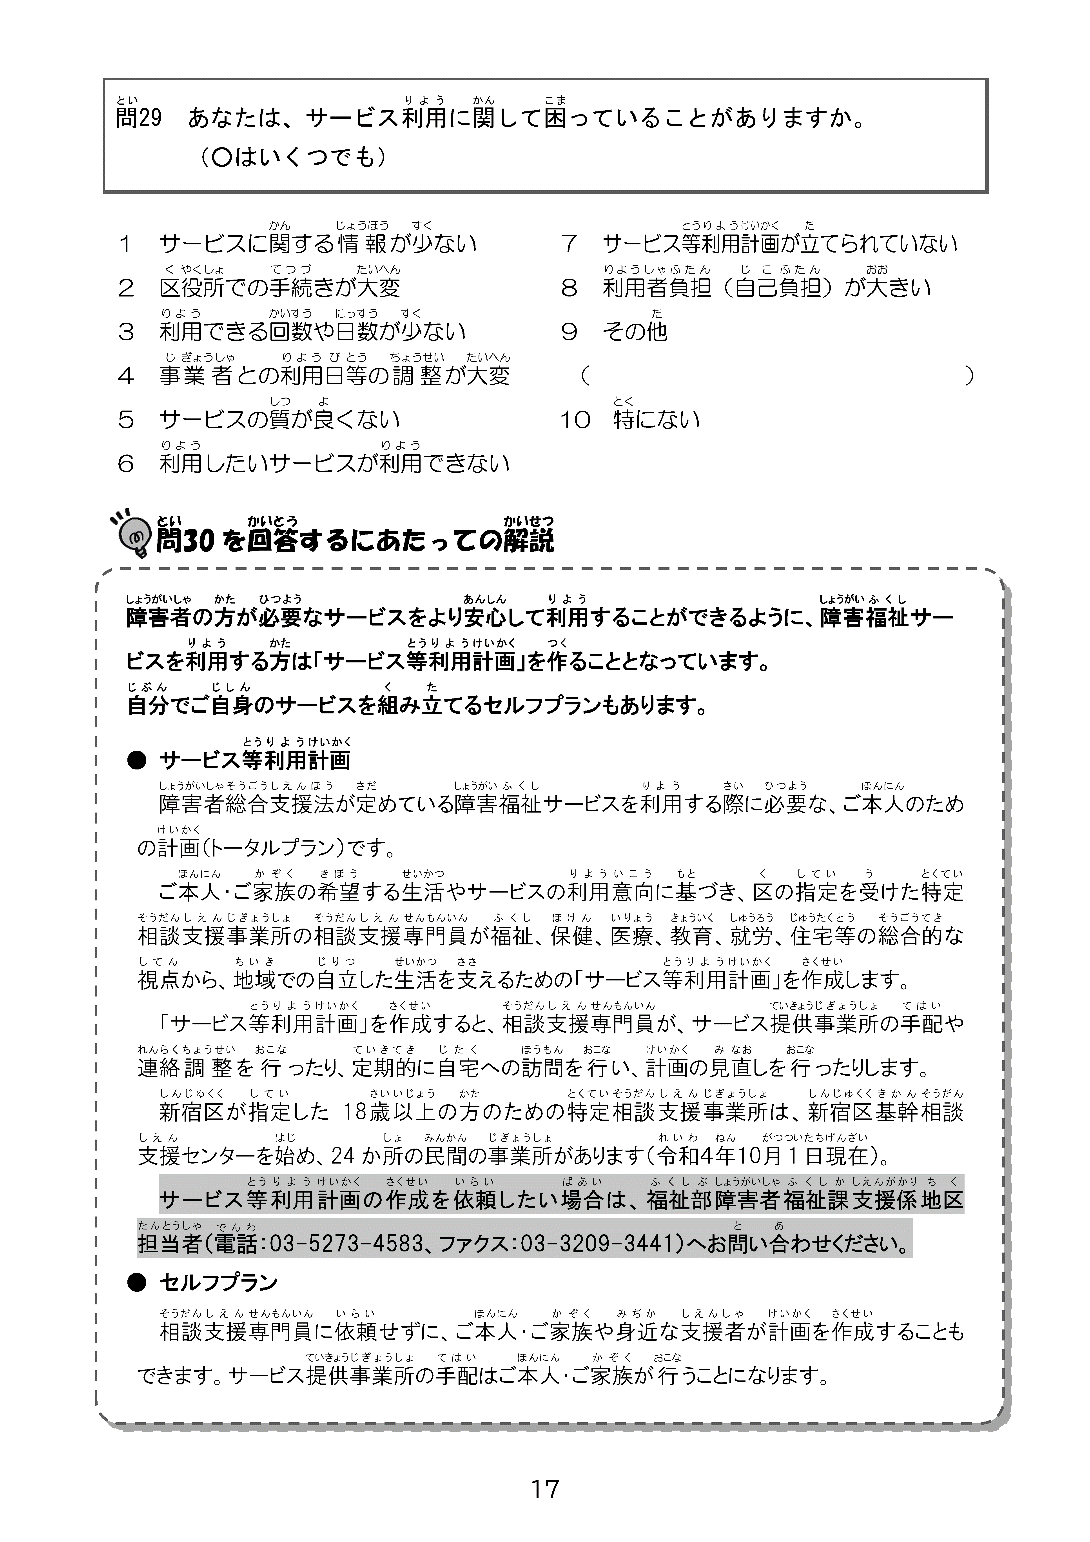 問29　あなたは、サービス利用に関して困っていることがありますか。
（〇はいくつでも）
１　サービスに関する情報が少ない
２　区役所での手続きが大変
３　利用できる回数や日数が少ない
４　事業者との利用日等の調整が大変
５　サービスの質が良くない
６　利用したいサービスが利用できない
７　サービス等利用計画が立てられていない
８　利用者負担（自己負担）が大きい
９　その他
（　　　　　　　　　　　　　　　　　）
10　特にない
問30を回答するにあたっての解説
障害者の方が必要なサービスをより安心して利用することができるように、障害福祉サー
ビスを利用する方は「サービス等利用計画」を作ることとなっています。
自分でご自身のサービスを組み立てるセルフプランもあります。
● サービス等利用計画
障害者総合支援法が定めている障害福祉サービスを利用する際に必要な、ご本人のため
の計画（トータルプラン）です。
ご本人・ご家族の希望する生活やサービスの利用意向に基づき、区の指定を受けた特定
相談支援事業所の相談支援専門員が福祉、保健、医療、教育、就労、住宅等の総合的な
視点から、地域での自立した生活を支えるための「サービス等利用計画」を作成します。
「サービス等利用計画」を作成すると、相談支援専門員が、サービス提供事業所の手配や
連絡調整を行ったり、定期的に自宅への訪問を行い、計画の見直しを行ったりします。
新宿区が指定した 18歳以上の方のための特定相談支援事業所は、新宿区基幹相談
支援センターを始め、24か所の民間の事業所があります（令和4年10月1日現在）。
サービス等利用計画の作成を依頼したい場合は、福祉部障害者福祉課支援係地区
担当者（電話：03-5273-4583、ファクス：03-3209-3441）へお問い合わせください。
● セルフプラン
相談支援専門員に依頼せずに、ご本人・ご家族や身近な支援者が計画を作成することも
できます。サービス提供事業所の手配はご本人・ご家族が行うことになります。
17